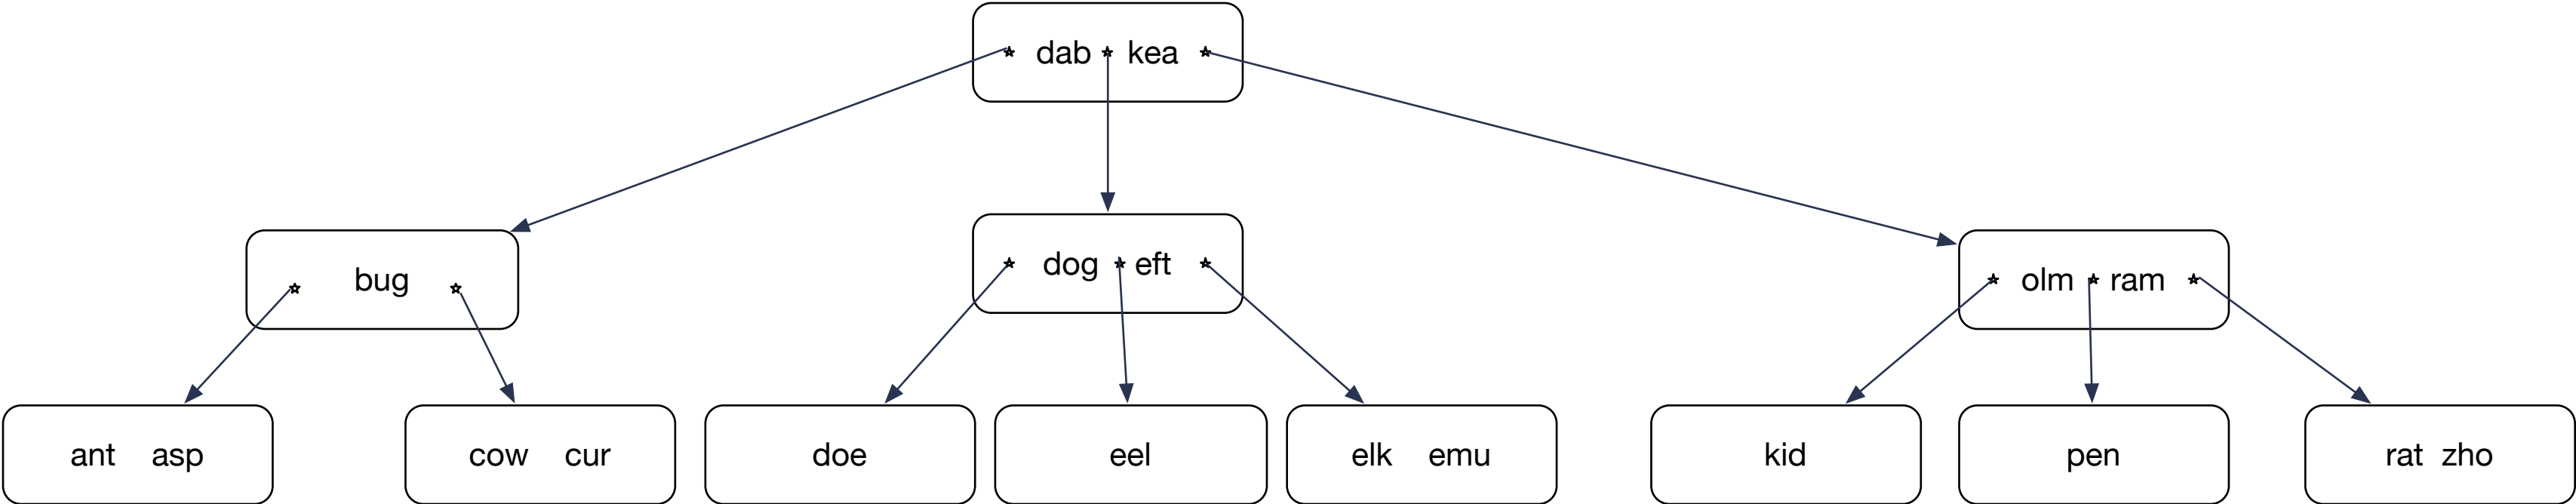 dab kea
bug
dog eft
olm ram
ant asp
cow cur
doe
eel
elk emu
kid
pen
rat zho